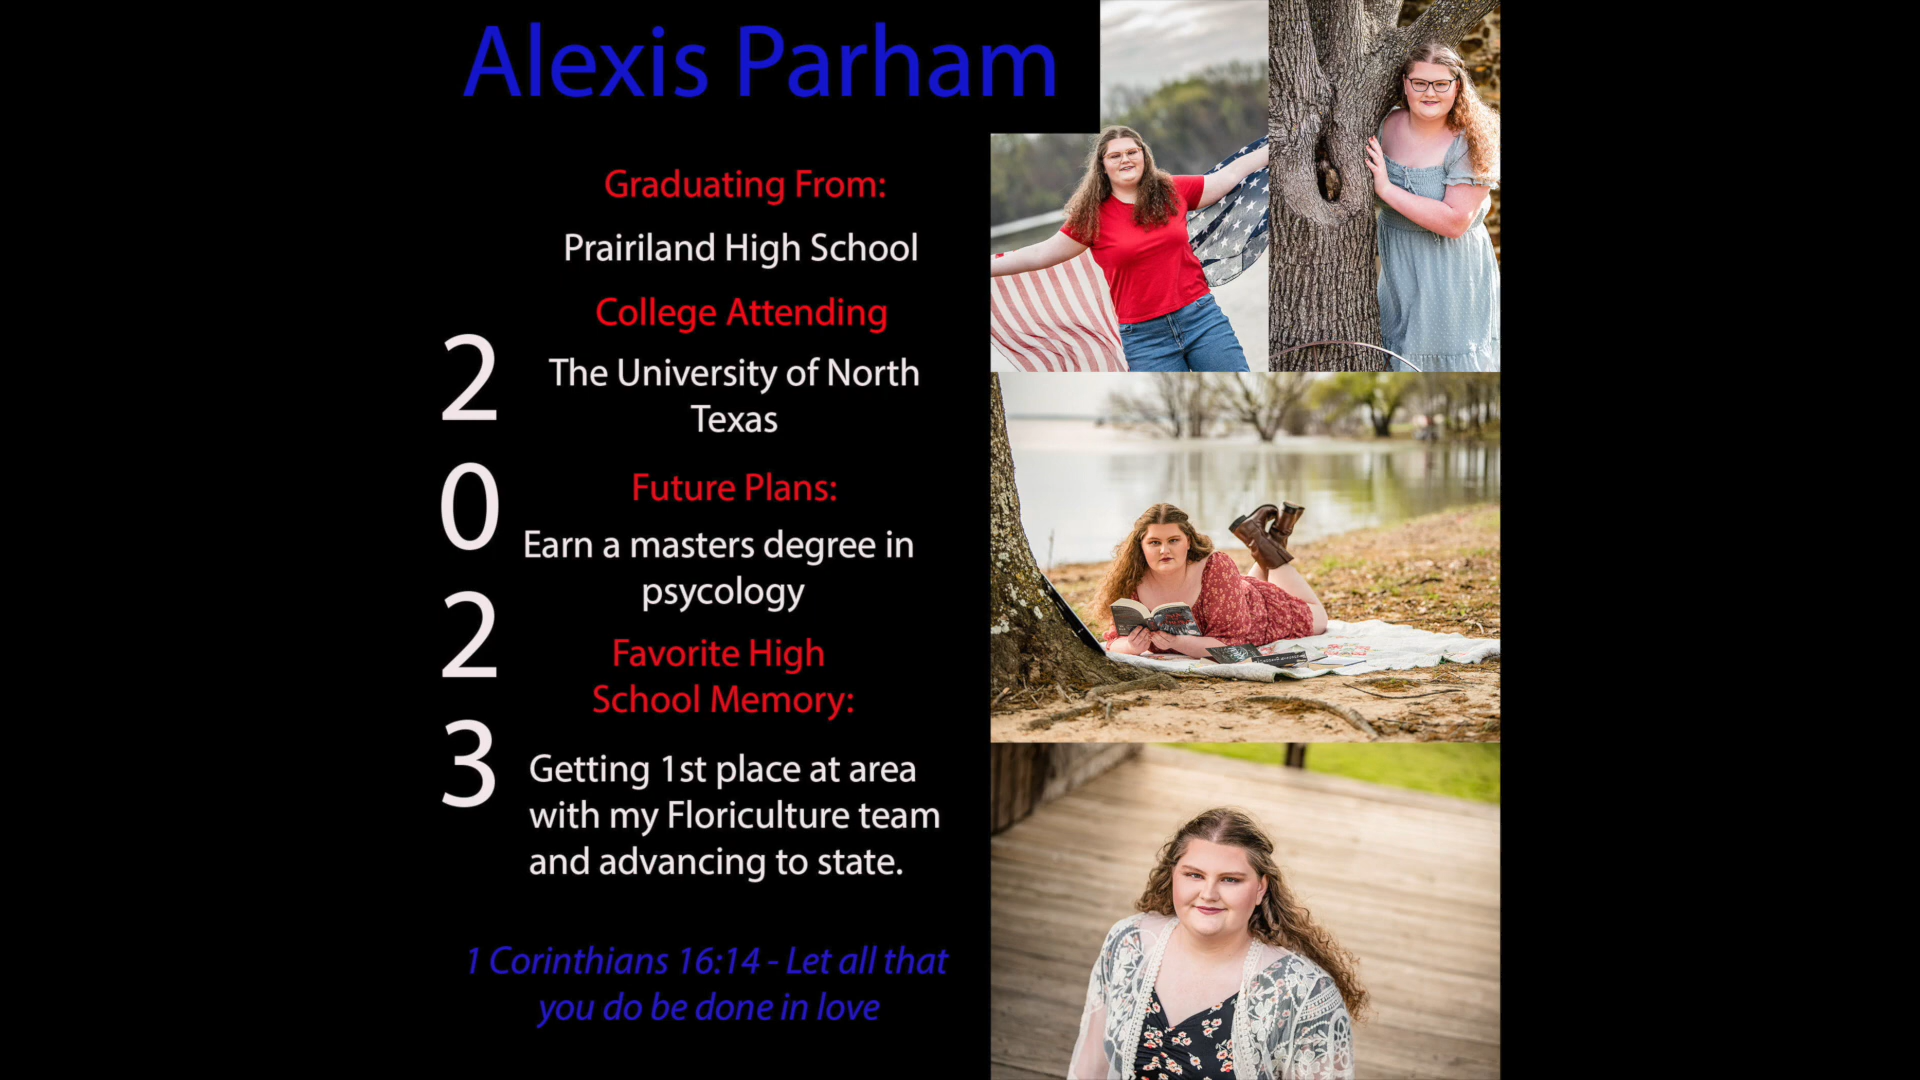 Alexis Parham
Graduating From:
Prairiland High School
College Attending
The University of North
Texas
Future Plans:
Earn a masters degree in
psycology
Favorite High
School Memory:
Getting 1st place at area
with my Floriculture team
and advancing to state.
2
0
2
3
1 Corinthians 16:14 - Let all that
you do be done in love